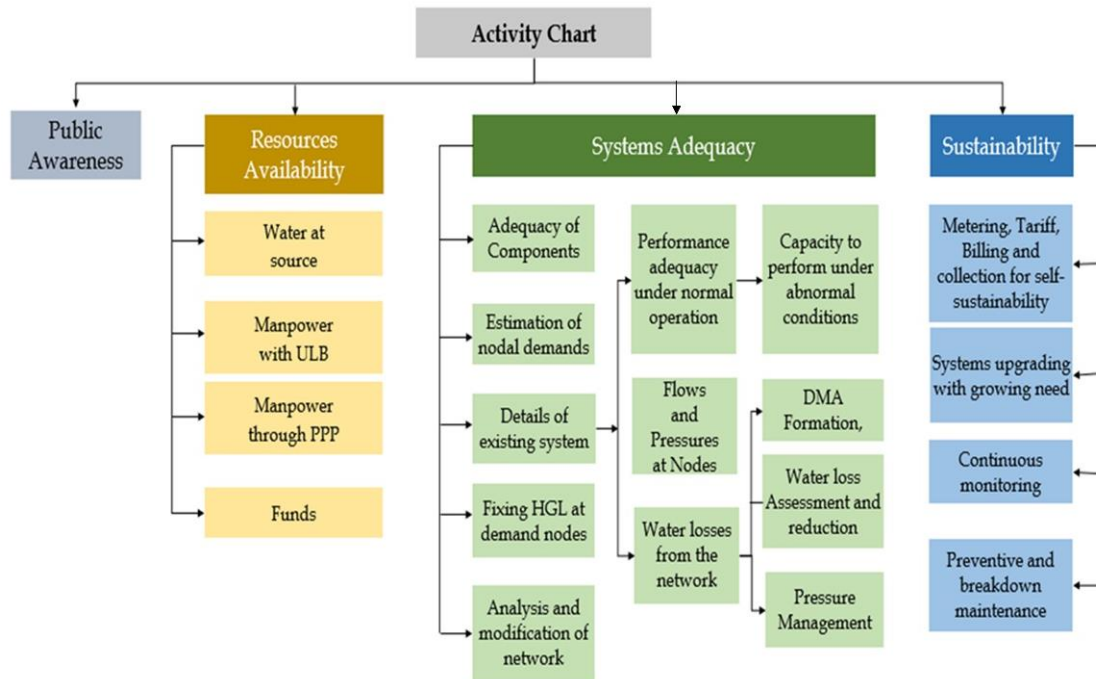 Activity Chart
Public
Awareness
Resources
Availability
Systems Adequacy
Sustainability
Water at
source
Manpower
with ULB
Manpower
through PPP
Funds
Adequacy of
Components
Estimation of
nodal demands
Details of
existing system
Fixing HGL at
demand nodes
Analysis and
modification of
network
Performance
adequacy
under normal
operation
Flows
and
Pressures
at Nodes
Water losses
from the
network
Capacity to
perform under
abnormal
conditions
DMA
Formation,
Water loss
Assessment and
reduction
Pressure
Management
Metering, Tariff,
Billing and
collection for self-
sustainability
Systems upgrading
with growing need
Continuous
monitoring
Preventive and
breakdown
maintenance